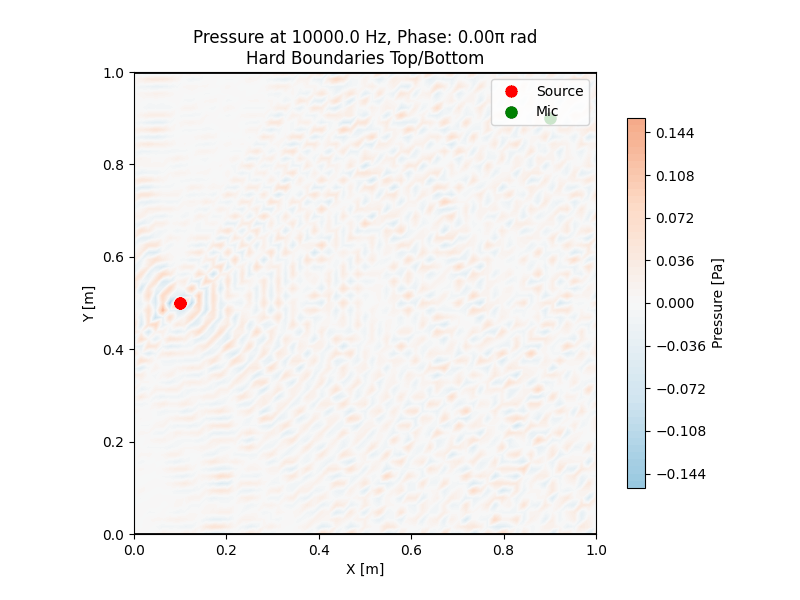 Pressure at 10000.0 Hz, Phase: 0.00π rad
Hard Boundaries Top/Bottom
Source
Mic
1.0
0.8
0.6
0.4
0.2
0.0
Y [m]
0.0 0.2 0.4 0.6 0.8 1.0
X [m]
0.144
0.108
0.072
0.036
0.000
−0.036
−0.072
−0.108
−0.144
Pressure [Pa]